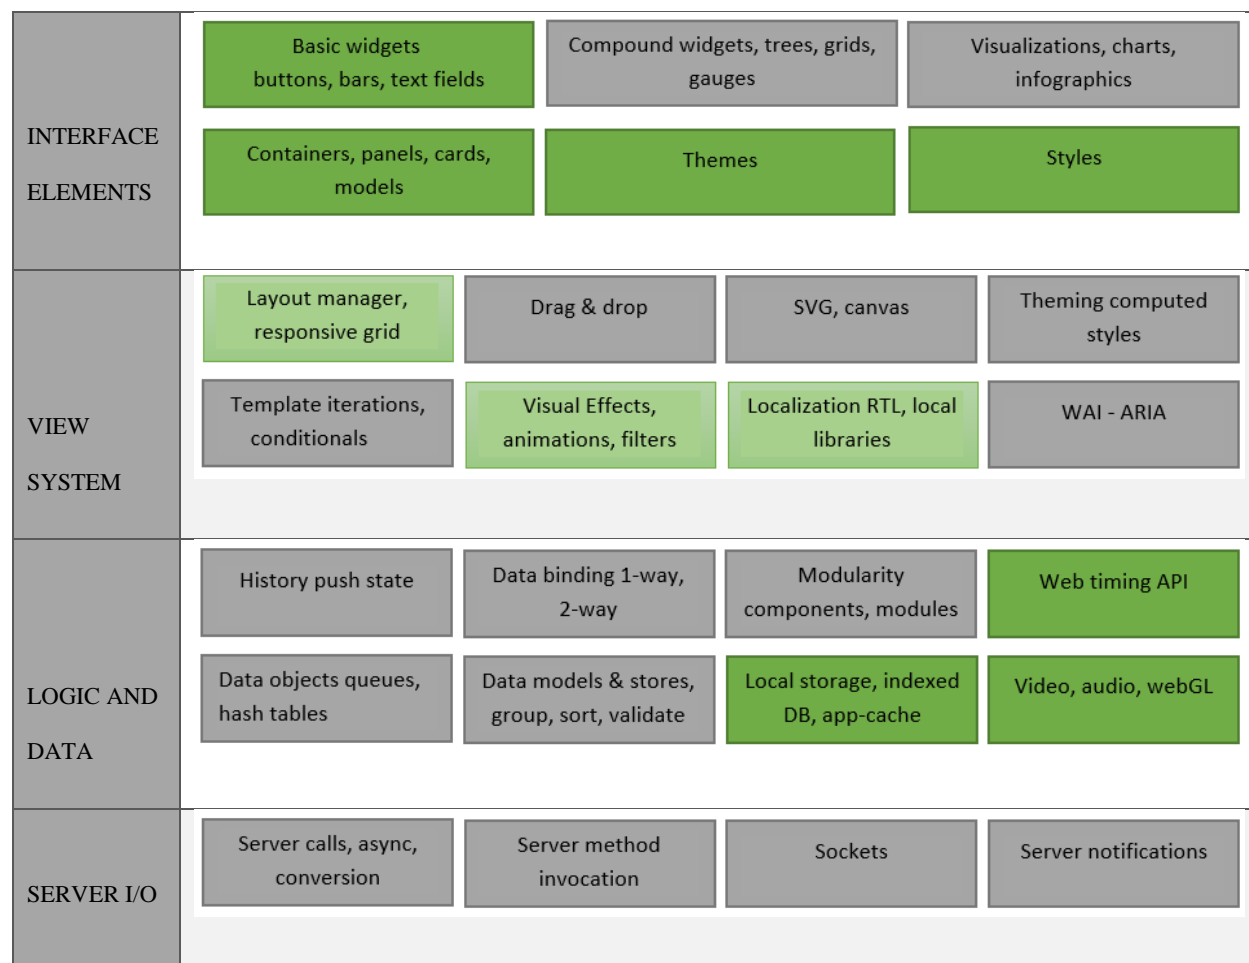 INTERFACE
ELEMENTS
Basic widgets
buttons, bars, text fields
Compound widgets, trees, grids,
gauges
Visualizations, charts,
infographics
Containers, panels, cards,
models
Themes
Styles
VIEW
SYSTEM
Layout manager,
responsive grid
Drag & drop
SVG, canvas
Theming computed
styles
Template iterations,
conditionals
Visual Effects,
animations, filters
Localization RTL, local
libraries
WAI - ARIA
LOGIC AND
DATA
History push state
Data binding 1-way,
2-way
Modularity
components, modules
Web timing API
Data objects queues,
hash tables
Data models & stores,
group, sort, validate
Local storage, indexed
DB, app-cache
Video, audio, webGL
SERVER I/O
Server calls, async,
conversion
Server method
invocation
Sockets
Server notifications